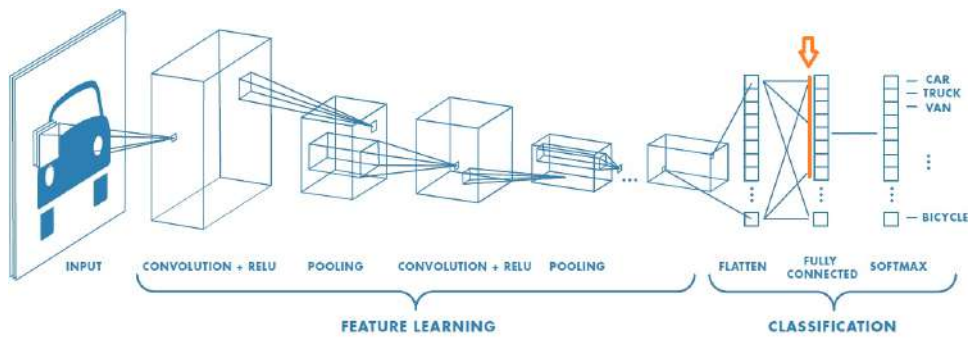 CAR
TRUCK
VAN
BICYCLE
INPUT
CONVOLUTION + RELU
POOLING
CONVOLUTION + RELU
POOLING
FLATTEN
FULLY
CONNECTED
SOFTMAX
FEATURE LEARNING
CLASSIFICATION